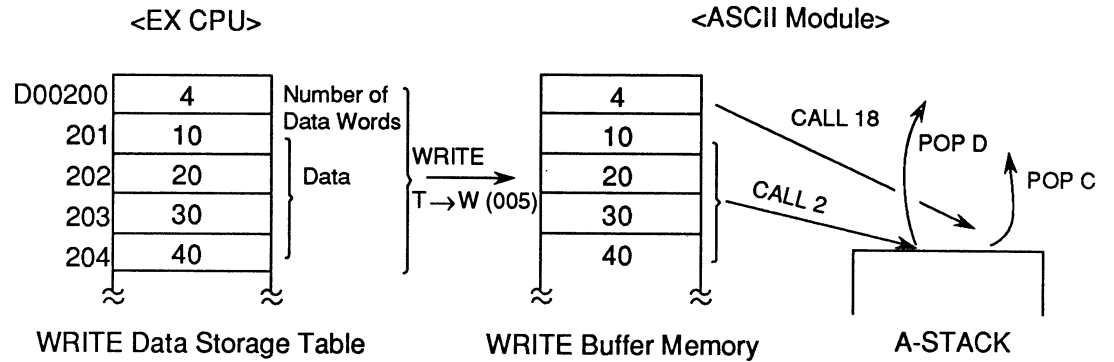 <EX CPU>
<ASCII Module>
D00200 4 Number of
Data Words
201 10
202 20 Data
203 30
204 40
WRITE
T→W (005)
4
10
20
30
40
CALL 18
CALL 2
POP D
POP C
WRITE Data Storage Table
WRITE Buffer Memory
A-STACK